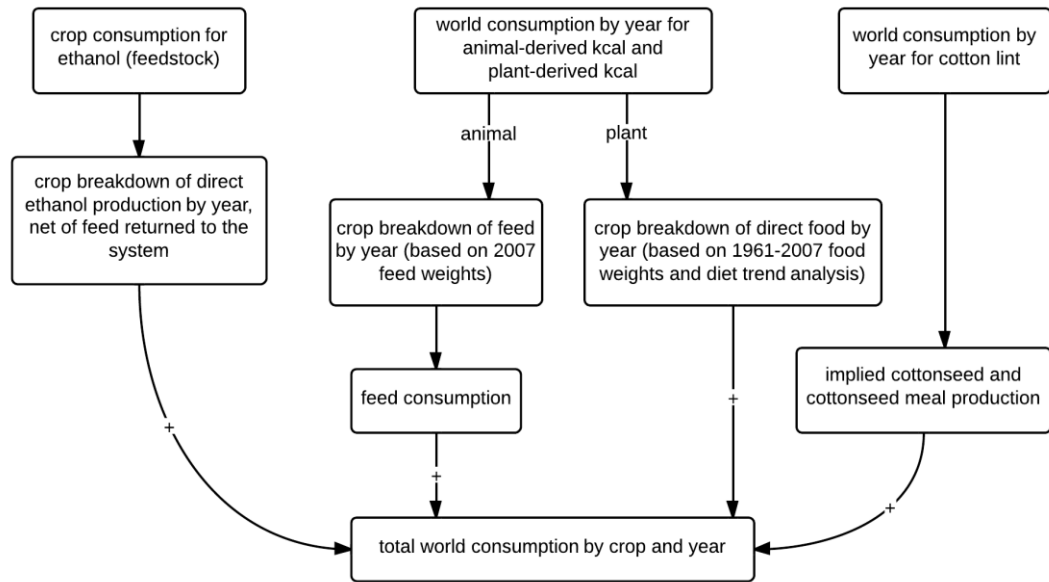 crop consumption for
ethanol (feedstock)
world consumption by year for
animal-derived kcal and
plant-derived kcal
world consumption by
year for cotton lint
animal
plant
crop breakdown of direct
ethanol production by year,
net of feed returned to the
system
crop breakdown of feed
by year (based on 2007
feed weights)
crop breakdown of direct food by
year (based on 1961-2007 food
weights and diet trend analysis)
feed consumption
implied cottonseed and
cottonseed meal production
+
+
+
+
total world consumption by crop and year